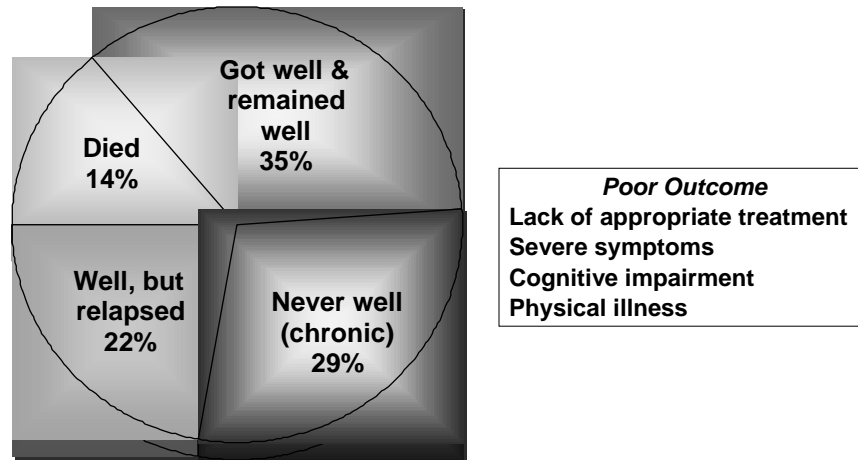 Got well &
remained
well
35%
Died
14%
Well, but
relapsed
22%
Never well
(chronic)
29%
Poor Outcome
Lack of appropriate treatment
Severe symptoms
Cognitive impairment
Physical illness